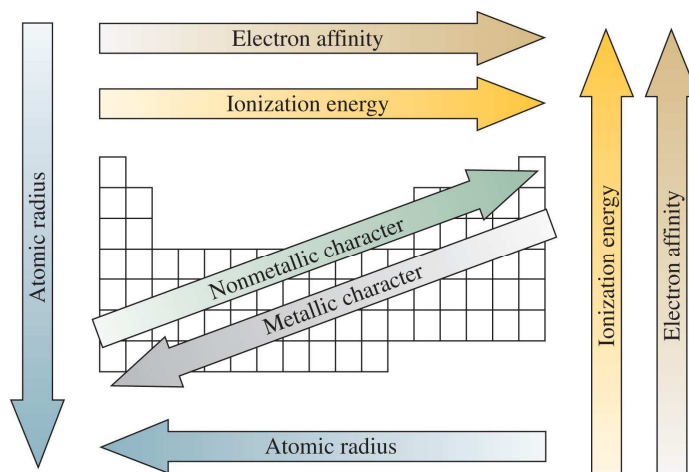 Electron affinity
Ionization energy
Atomic radius
Nonmetallic character
Metallic character
Ionization energy
Electron affinity
Atomic radius